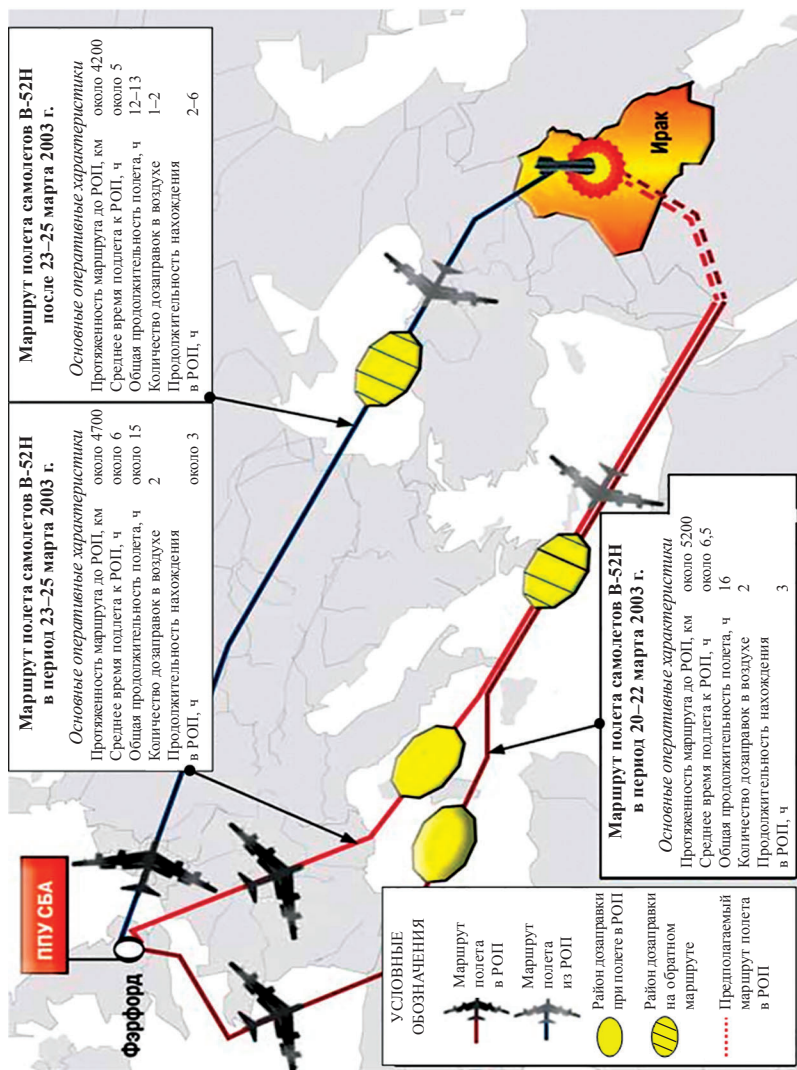 ППУ СБА
Фэрфорд
Маршрут полета самолетов В-52Н
в период 23–25 марта 2003 г.
Основные оперативные характеристики
Протяженность маршрута до РОП, км около 4700
Среднее время подлета к РОП, ч около 6
Общая продолжительность полета, ч около 15
Количество дозаправок в воздухе 2
Продолжительность нахождения
в РОП, ч около 3
Маршрут полета самолетов В-52Н
после 23–25 марта 2003 г.
Основные оперативные характеристики
Протяженность маршрута до РОП, км около 4200
Среднее время подлета к РОП, ч около 5
Общая продолжительность полета, ч 12–13
Количество дозаправок в воздухе 1–2
Продолжительность нахождения
в РОП, ч 2–6
Ирак
УСЛОВНЫЕ
ОБОЗНАЧЕНИЯ
Маршрут
полета
в РОП
Маршрут
полета
из РОП
Район дозаправки
при полете в РОП
Район дозаправки
на обратном
маршруте
Предполагаемый
маршрут полета
в РОП
Маршрут полета самолетов В-52Н
в период 20–22 марта 2003 г.
Основные оперативные характеристики
Протяженность маршрута до РОП, км около 5200
Среднее время подлета к РОП, ч около 6,5
Общая продолжительность полета, ч 16
Количество дозаправок в воздухе 2
Продолжительность нахождения
в РОП, ч 3